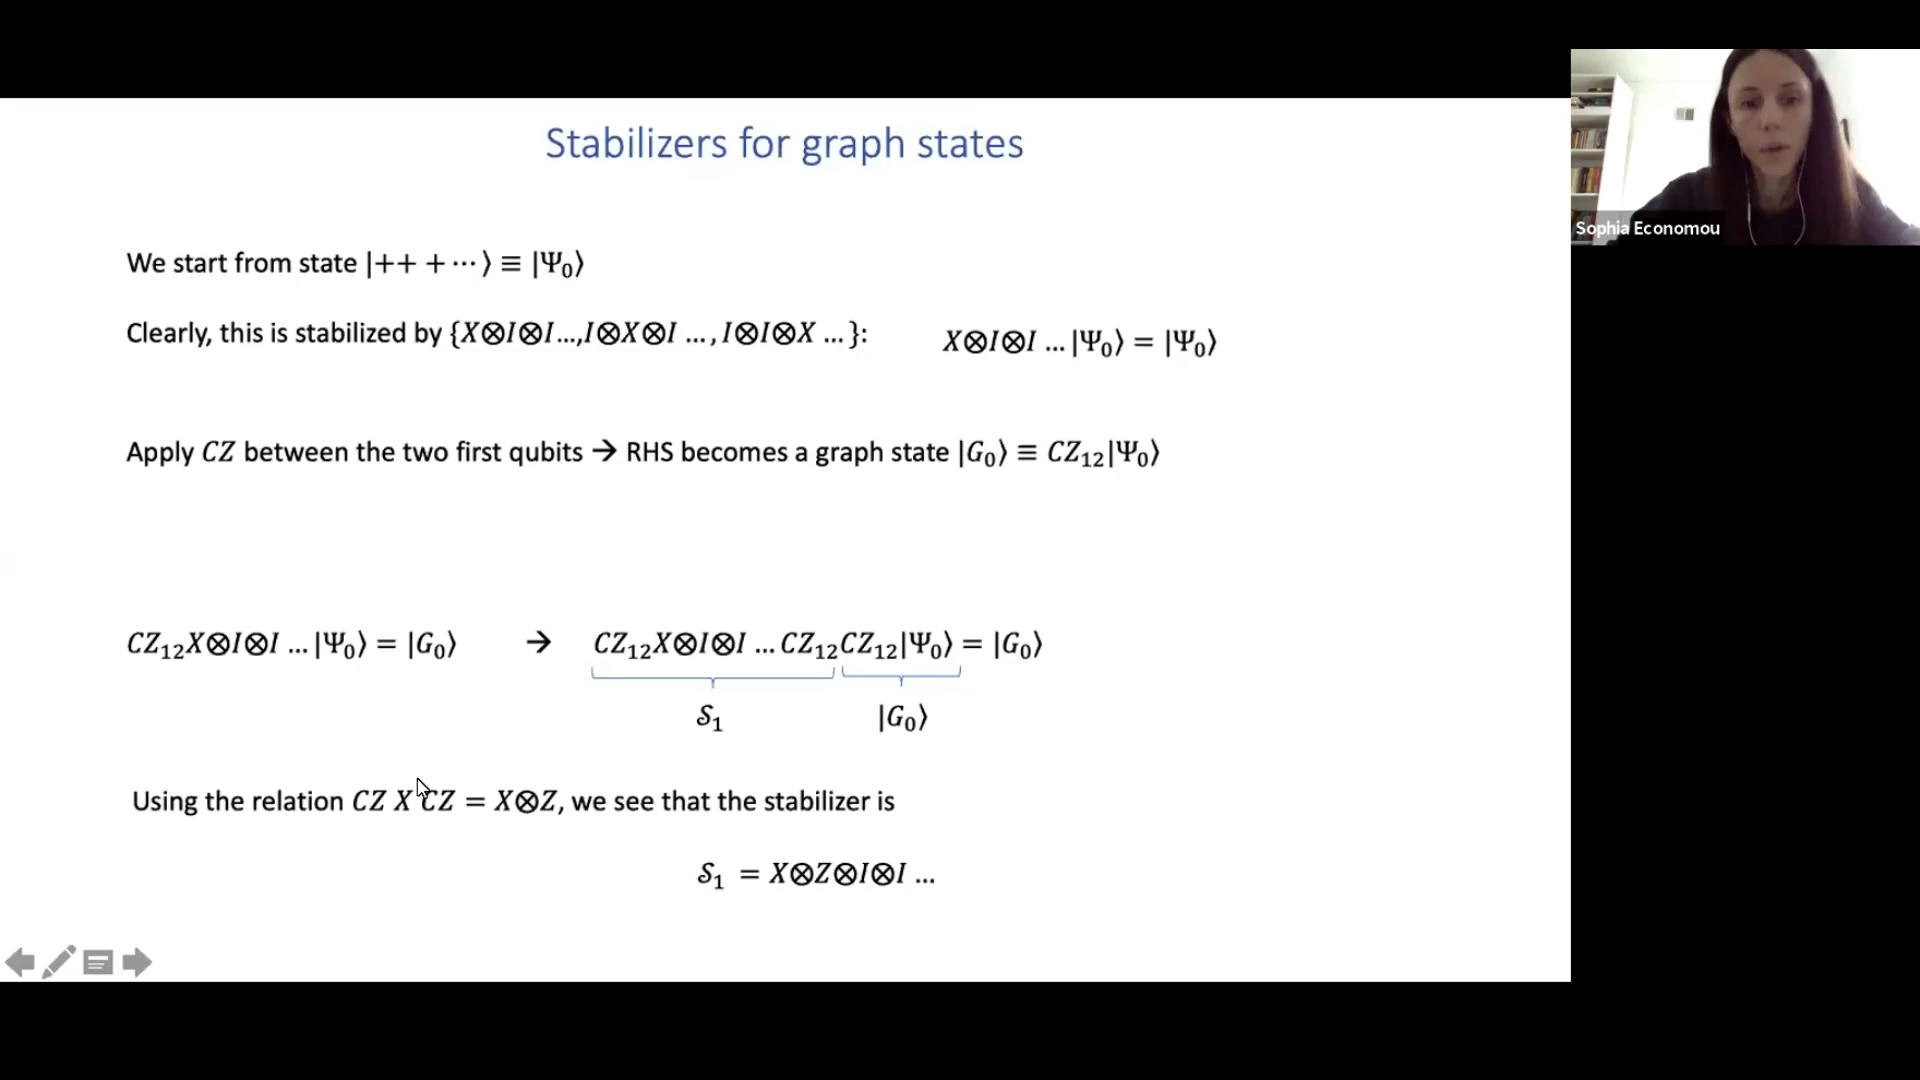 Stabilizers for graph states
Sophia Economou
We start from state |+ + + ⋯ ⟩ ≡ |Ψ₀⟩
Clearly, this is stabilized by {X⊗I⊗I …,I⊗X⊗I … , I⊗I⊗X … }:
X⊗I⊗I … |Ψ₀⟩ = |Ψ₀⟩
Apply CZ between the two first qubits → RHS becomes a graph state |G₀⟩ ≡ CZ₁₂|Ψ₀⟩
CZ₁₂X⊗I⊗I … |Ψ₀⟩ = |G₀⟩ → CZ₁₂X⊗I⊗I … CZ₁₂CZ₁₂|Ψ₀⟩ = |G₀⟩
𝒮₁ |G₀⟩
Using the relation CZ X CZ = X⊗Z, we see that the stabilizer is
𝒮₁ = X⊗Z⊗I⊗I …